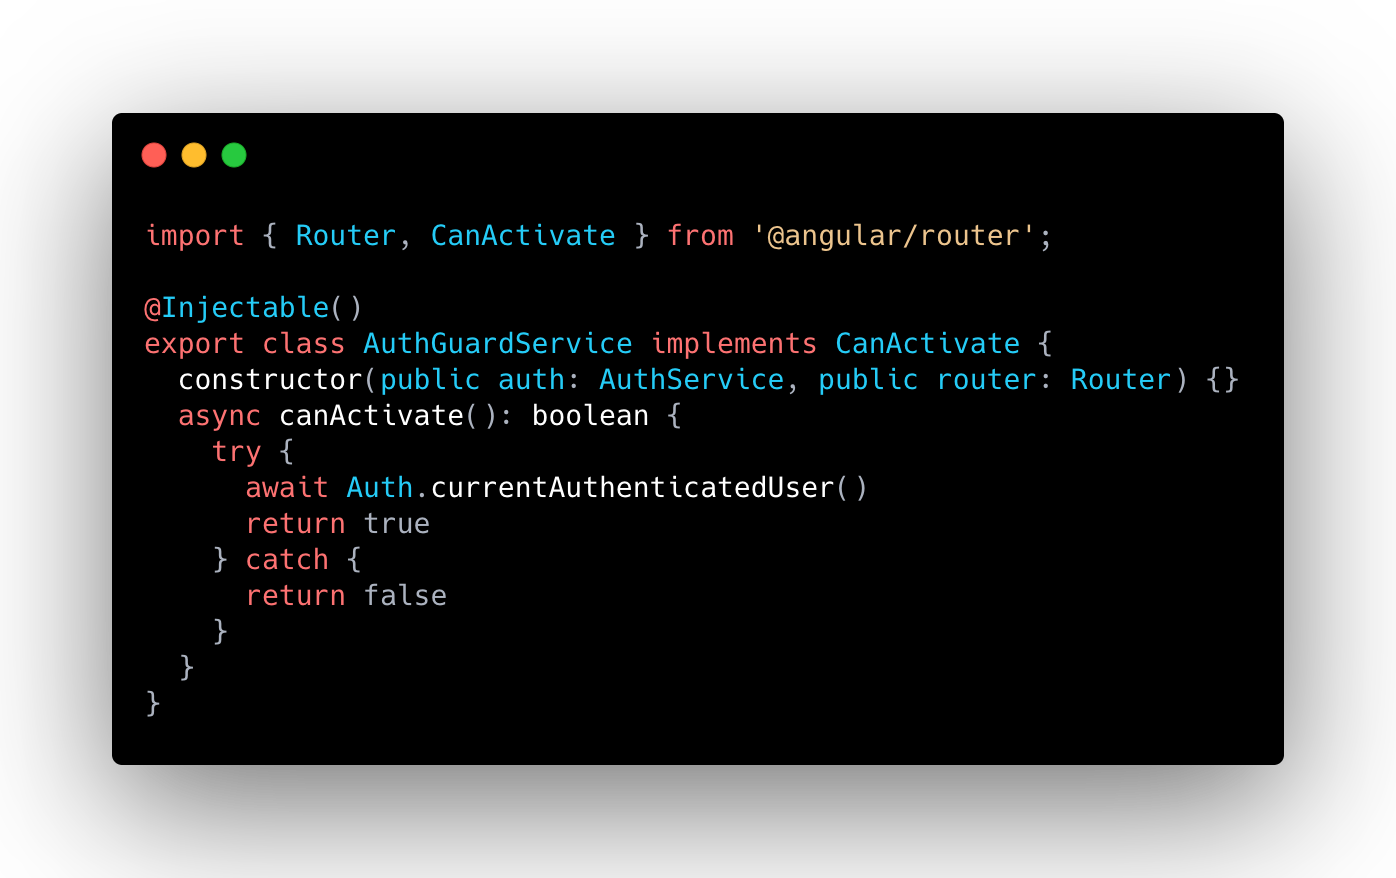 import { Router, CanActivate } from '@angular/router';
@Injectable()
export class AuthGuardService implements CanActivate {
  constructor(public auth: AuthService, public router: Router) {}
  async canActivate(): boolean {
    try {
      await Auth.currentAuthenticatedUser()
      return true
    } catch {
      return false
    }
  }
}